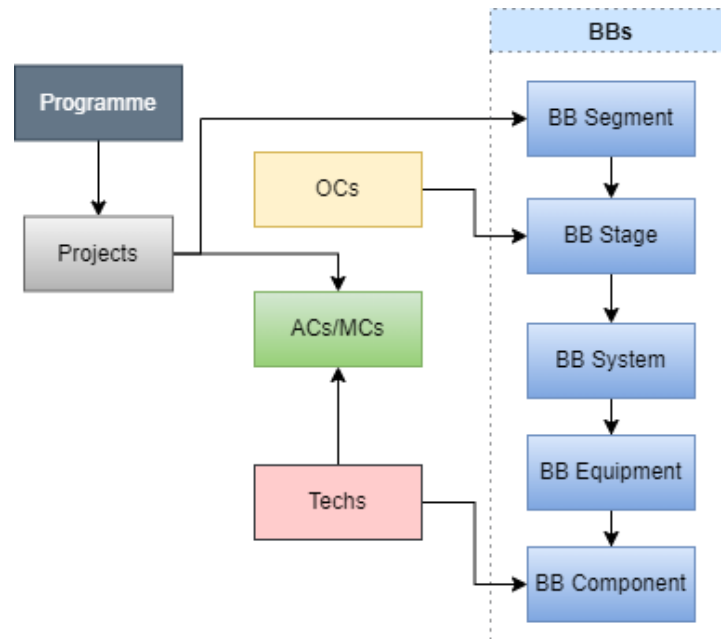 BBs
Programme
BB Segment
OCs
BB Stage
Projects
ACs/MCs
BB System
BB Equipment
Techs
BB Component